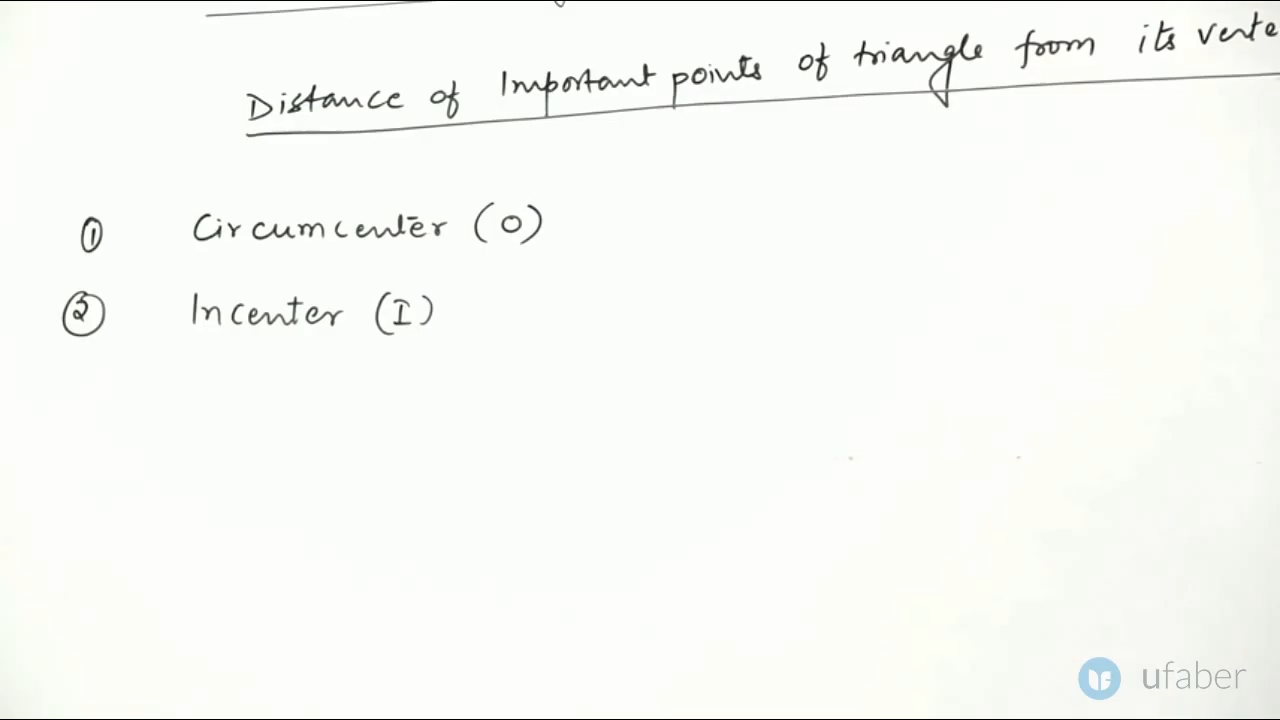 Distance of Important points of triangle from its verte
① Circumcenter (O)
② Incenter (I)
ufaber